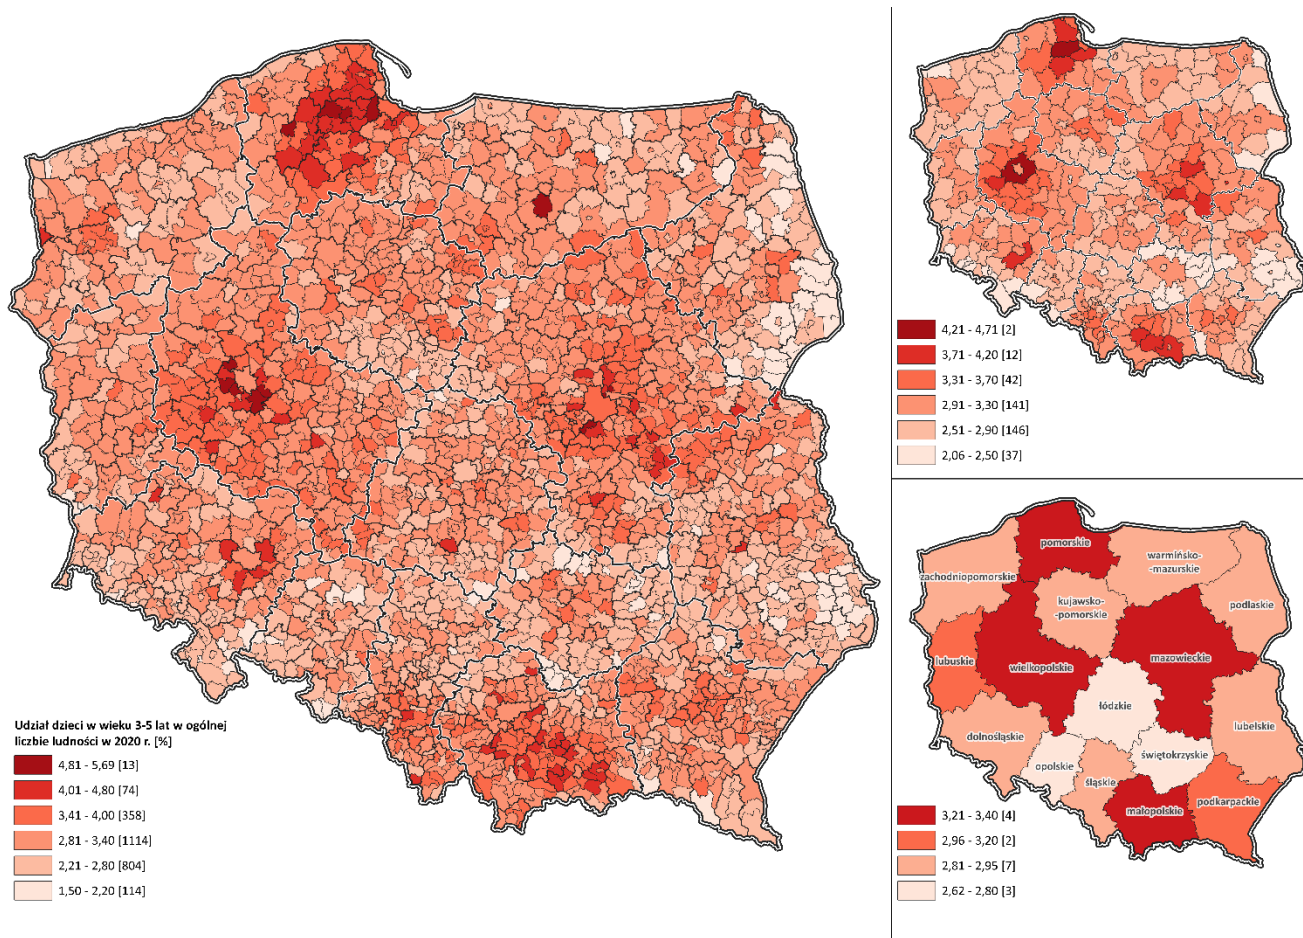 Udział dzieci w wieku 3-5 lat w ogólnej
liczbie ludności w 2020 r. [%]
4,81 - 5,69 [13]
4,01 - 4,80 [74]
3,41 - 4,00 [358]
2,81 - 3,40 [1114]
2,21 - 2,80 [804]
1,50 - 2,20 [114]
4,21 - 4,71 [2]
3,71 - 4,20 [12]
3,31 - 3,70 [42]
2,91 - 3,30 [141]
2,51 - 2,90 [146]
2,06 - 2,50 [37]
pomorskie
warmińsko-
-mazurskie
zachodniopomorskie
kujawsko-
-pomorskie
podlaskie
lubuskie
wielkopolskie
mazowieckie
łódzkie
lubelskie
dolnośląskie
świętokrzyskie
opolskie
śląskie
podkarpackie
małopolskie
3,21 - 3,40 [4]
2,96 - 3,20 [2]
2,81 - 2,95 [7]
2,62 - 2,80 [3]